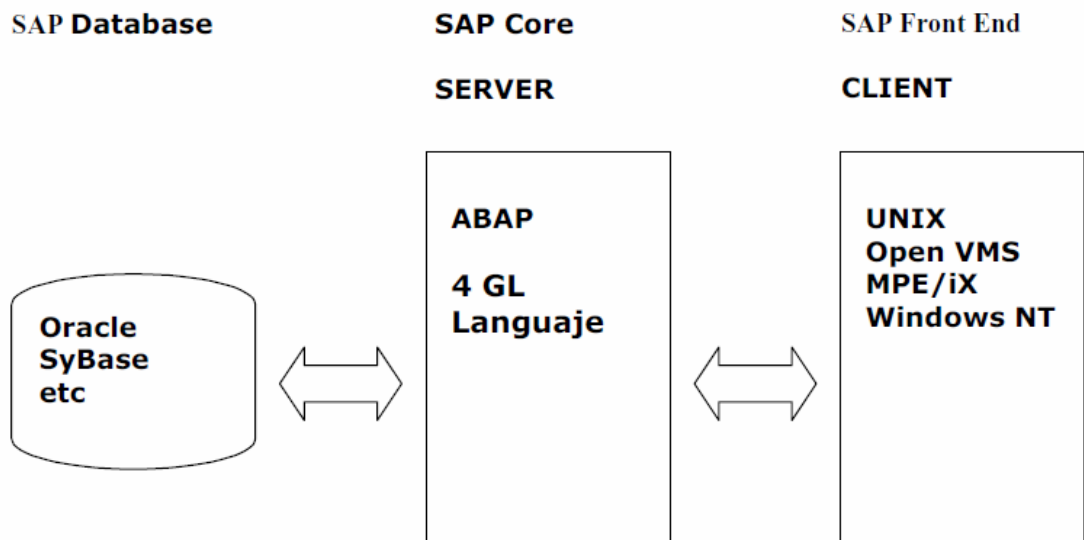 SAP Database
SAP Core
SAP Front End
SERVER
CLIENT
Oracle
SyBase
etc
ABAP
4 GL
Languaje
UNIX
Open VMS
MPE/iX
Windows NT